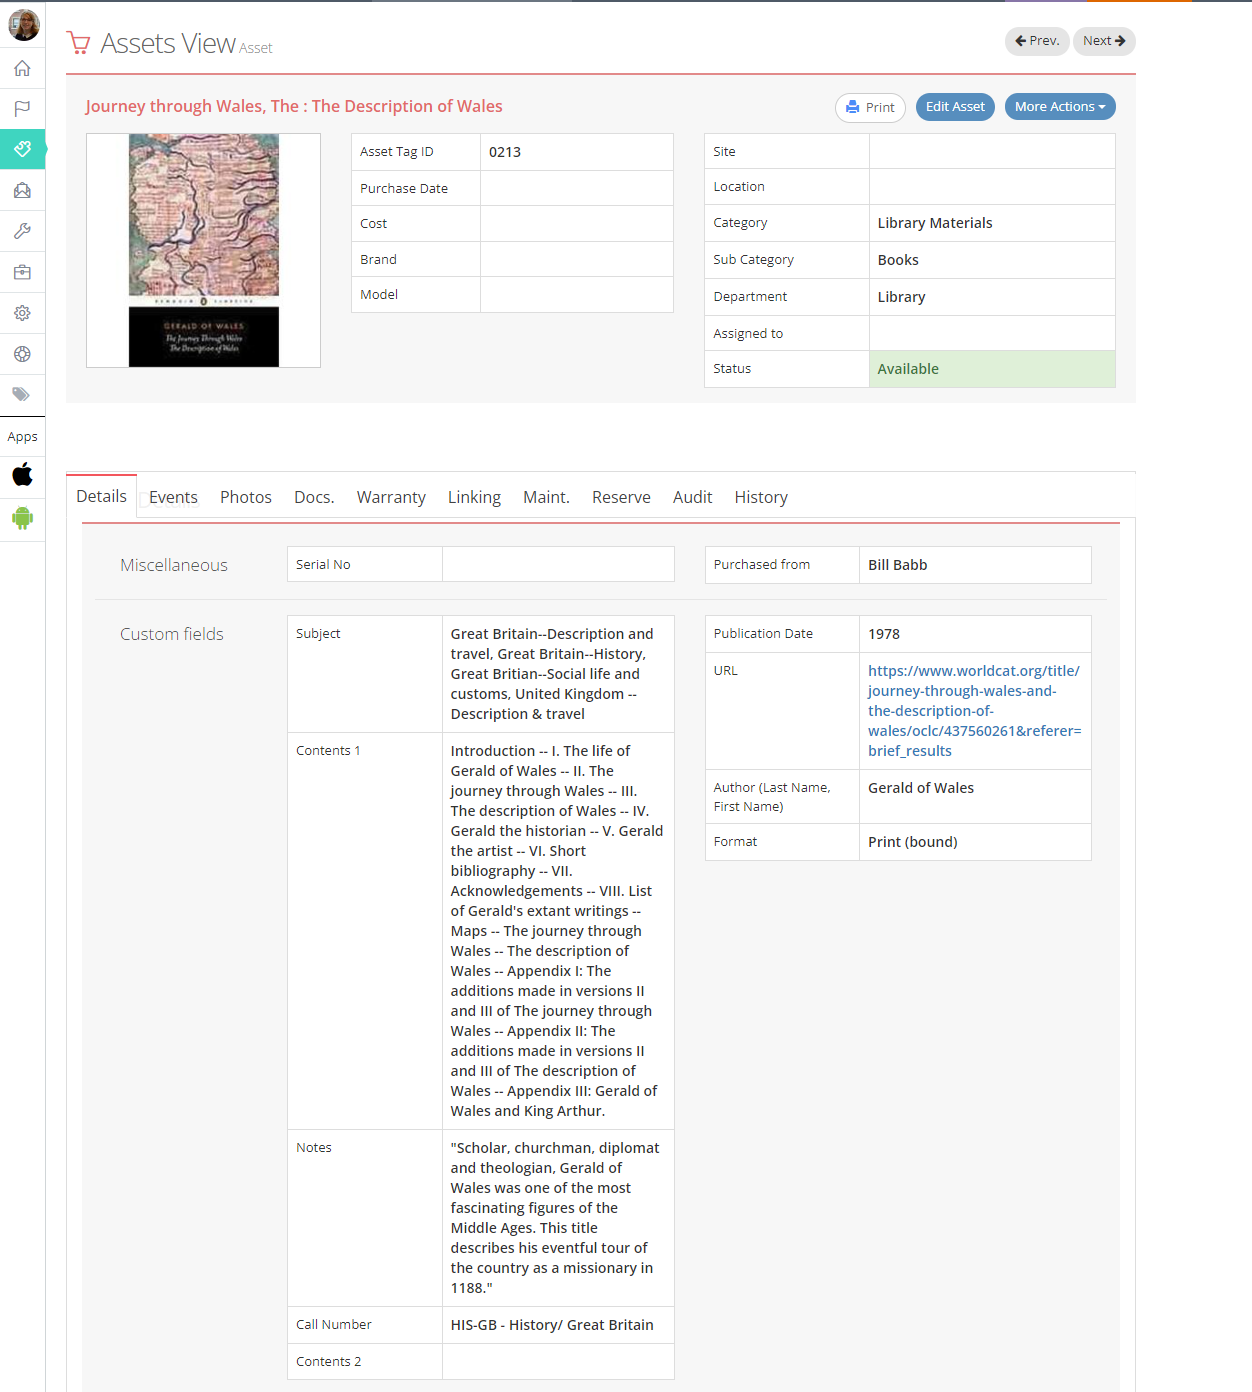 Assets View Asset
Prev.
Next
Journey through Wales, The : The Description of Wales
Print
Edit Asset
More Actions
PENGUIN CLASSICS
GERALD OF WALES
The Journey Through Wales
The Description of Wales
Asset Tag ID 0213
Purchase Date
Cost
Brand
Model
Site
Location
Category Library Materials
Sub Category Books
Department Library
Assigned to
Status Available
Apps
Details Events Photos Docs. Warranty Linking Maint. Reserve Audit History
Details
Miscellaneous
Serial No
Purchased from Bill Babb
Custom fields
Subject
Great Britain--Description and
travel, Great Britain--History,
Great Britian--Social life and
customs, United Kingdom --
Description & travel
Contents 1
Introduction -- I. The life of
Gerald of Wales -- II. The
journey through Wales -- III.
The description of Wales -- IV.
Gerald the historian -- V. Gerald
the artist -- VI. Short
bibliography -- VII.
Acknowledgements -- VIII. List
of Gerald's extant writings --
Maps -- The journey through
Wales -- The description of
Wales -- Appendix I: The
additions made in versions II
and III of The journey through
Wales -- Appendix II: The
additions made in versions II
and III of The description of
Wales -- Appendix III: Gerald of
Wales and King Arthur.
Notes
"Scholar, churchman, diplomat
and theologian, Gerald of
Wales was one of the most
fascinating figures of the
Middle Ages. This title
describes his eventful tour of
the country as a missionary in
1188."
Call Number HIS-GB - History/ Great Britain
Contents 2
Publication Date 1978
URL
https://www.worldcat.org/title/
journey-through-wales-and-
the-description-of-
wales/oclc/437560261&referer=
brief_results
Author (Last Name,
First Name)
Gerald of Wales
Format Print (bound)